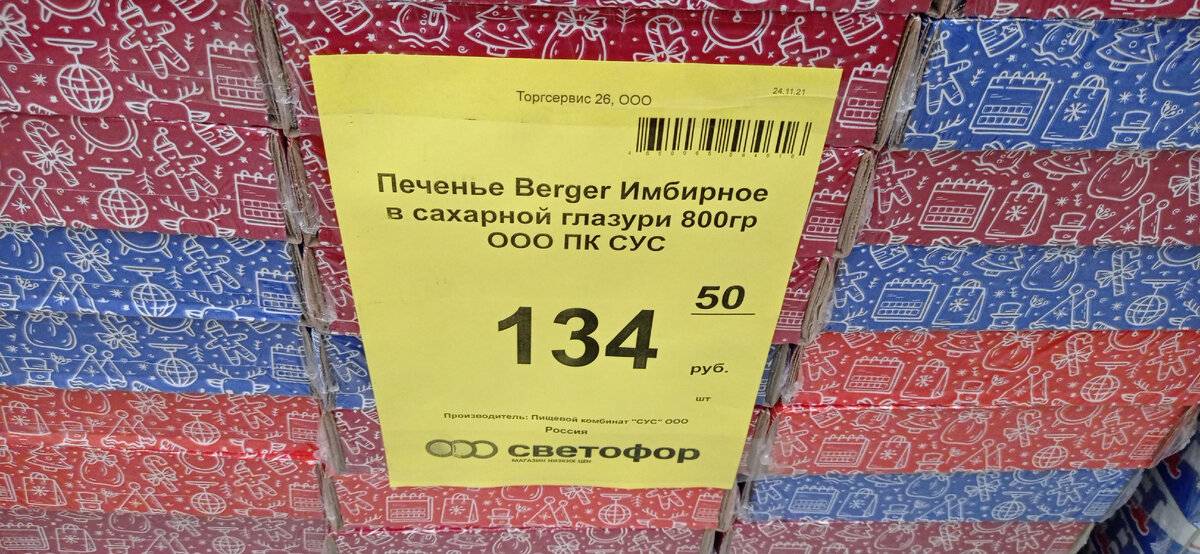 Торгсервис 26, ООО
24.11.21
Печенье Berger Имбирное
в сахарной глазури 800гр
ООО ПК СУС
134
50
руб.
шт
Производитель: Пищевой комбинат "СУС" ООО
Россия
светофор
МАГАЗИН НИЗКИХ ЦЕН